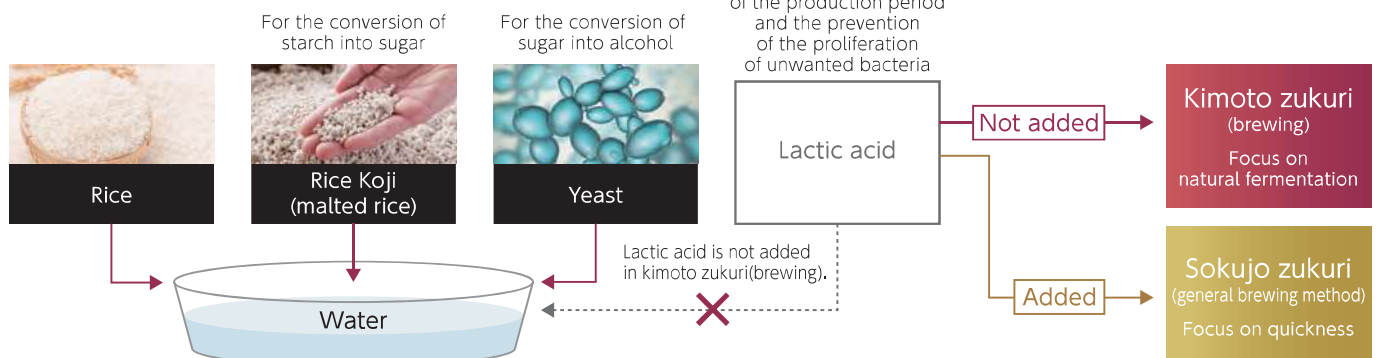 For the conversion of
starch into sugar
For the conversion of
sugar into alcohol
of the production period
and the prevention
of the proliferation
of unwanted bacteria
Rice
Rice Koji
(malted rice)
Yeast
Lactic acid
Not added
Added
Kimoto zukuri
(brewing)
Focus on
natural fermentation
Sokujo zukuri
(general brewing method)
Focus on quickness
Lactic acid is not added
in kimoto zukuri(brewing).
Water